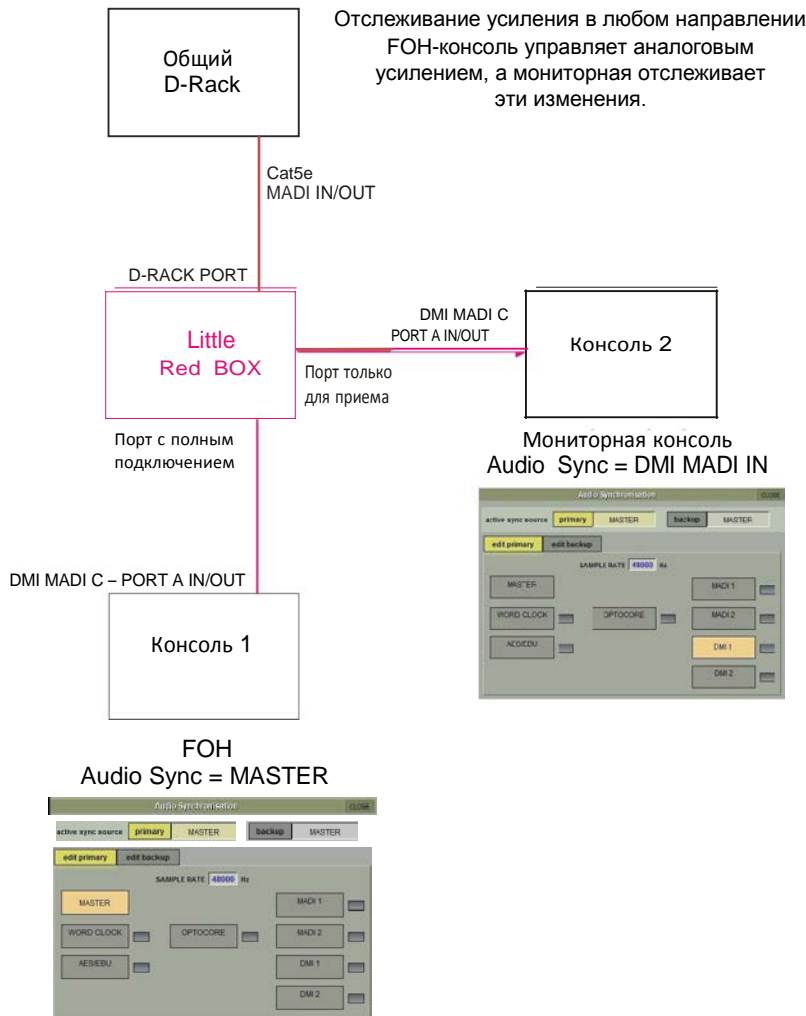 Отслеживание усиления в любом направлении
FOH-консоль управляет аналоговым
усилением, а мониторная отслеживает
эти изменения.
Общий
D-Rack
Cat5e
MADI IN/OUT
D-RACK PORT
Little
Red BOX
DMI MADI C
PORT A IN/OUT
Порт только
для приема
Консоль 2
Порт с полным
подключением
Мониторная консоль
Audio Sync = DMI MADI IN
Audio Synchronisation CLOSE
active sync source primary MASTER backup MASTER
edit primary edit backup
SAMPLE RATE 48000 Hz
MASTER MADI 1
WORD CLOCK OPTOCORE MADI 2
AES/EBU DMI 1
DMI 2
DMI MADI C – PORT A IN/OUT
Консоль 1
FOH
Audio Sync = MASTER
Audio Synchronisation CLOSE
active sync source primary MASTER backup MASTER
edit primary edit backup
SAMPLE RATE 48000 Hz
MASTER MADI 1
WORD CLOCK OPTOCORE MADI 2
AES/EBU DMI 1
DMI 2